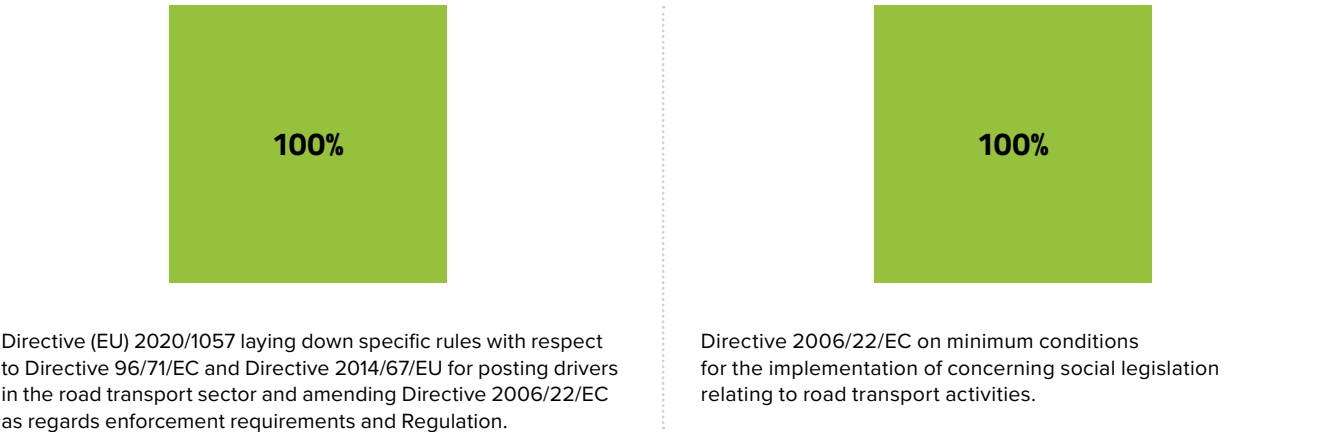 100%
Directive (EU) 2020/1057 laying down specific rules with respect
to Directive 96/71/EC and Directive 2014/67/EU for posting drivers
in the road transport sector and amending Directive 2006/22/EC
as regards enforcement requirements and Regulation.
100%
Directive 2006/22/EC on minimum conditions
for the implementation of concerning social legislation
relating to road transport activities.